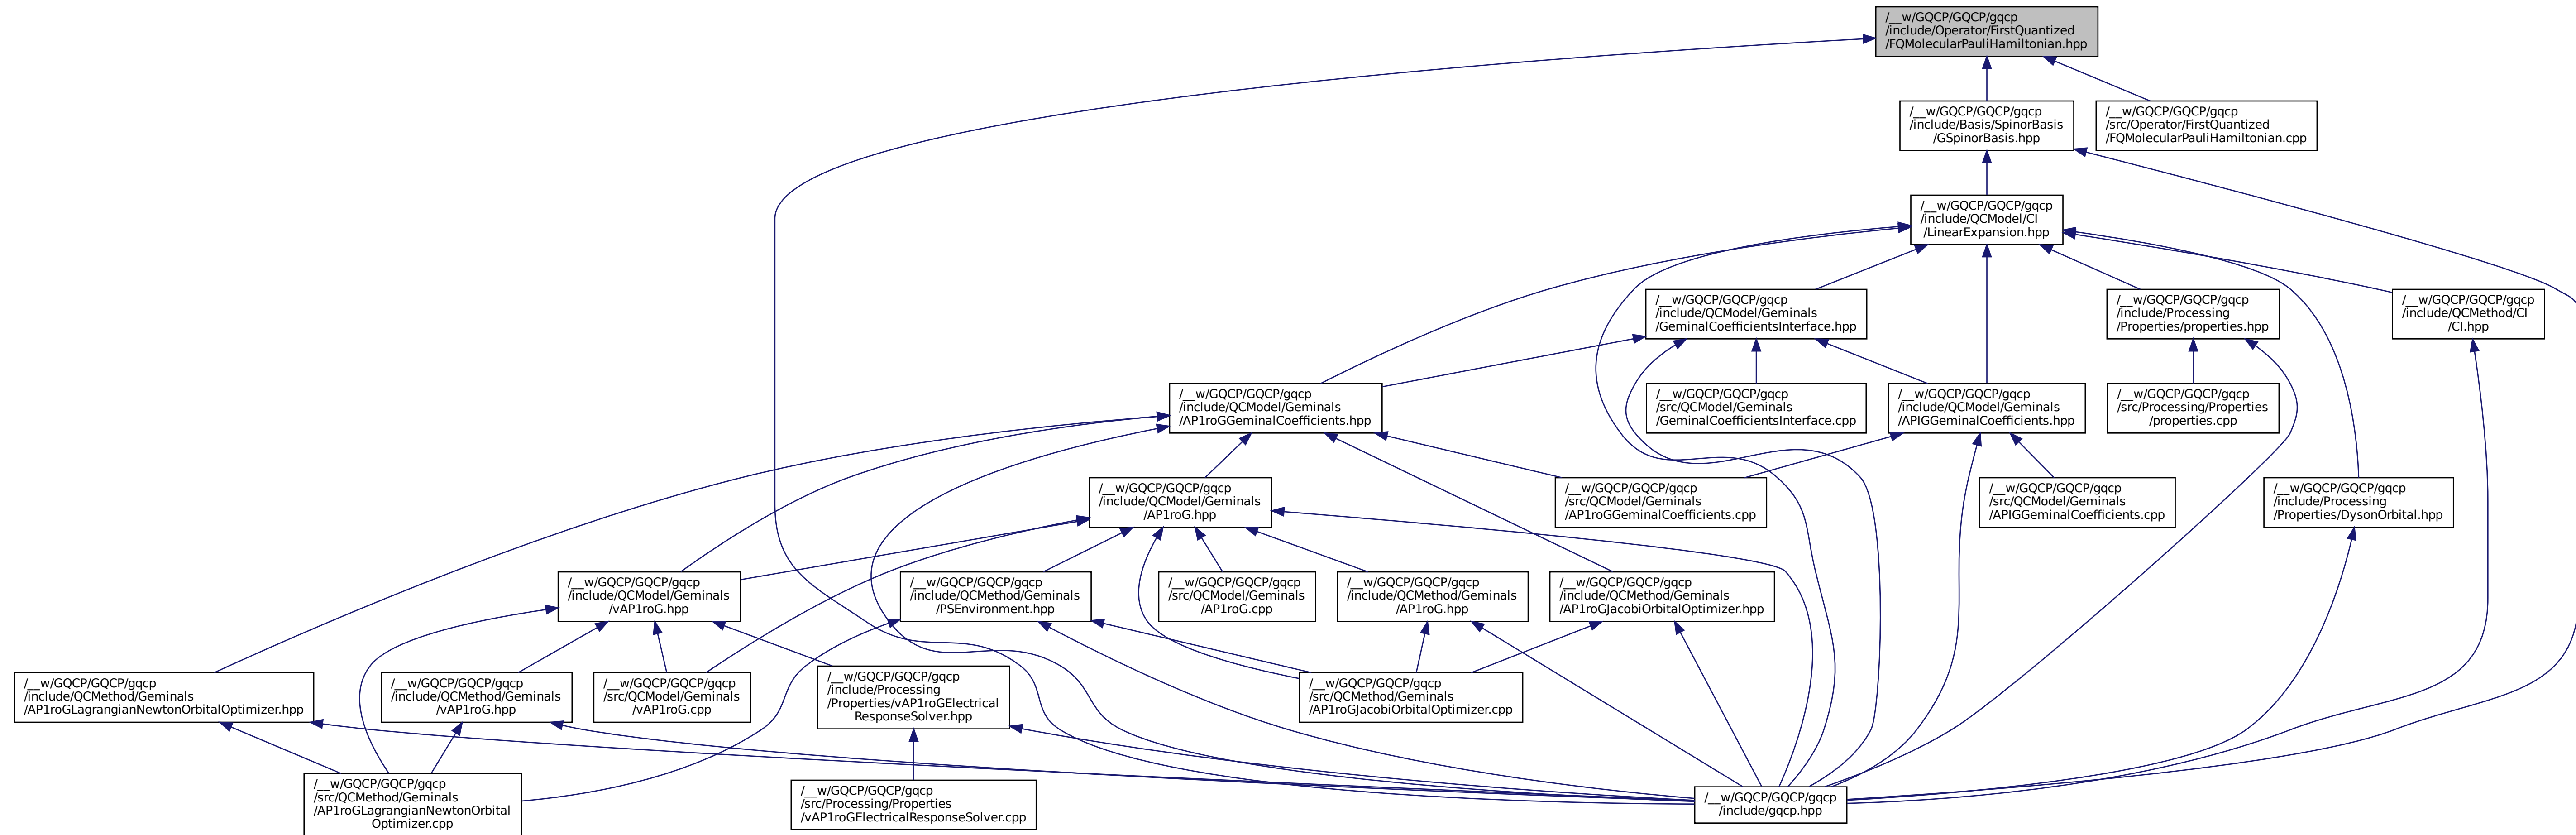 /__w/GQCP/GQCP/gqcp
/include/Operator/FirstQuantized
/FQMolecularPauliHamiltonian.hpp
/__w/GQCP/GQCP/gqcp
/include/Basis/SpinorBasis
/GSpinorBasis.hpp
/__w/GQCP/GQCP/gqcp
/src/Operator/FirstQuantized
/FQMolecularPauliHamiltonian.cpp
/__w/GQCP/GQCP/gqcp
/include/QCModel/CI
/LinearExpansion.hpp
/__w/GQCP/GQCP/gqcp
/include/QCModel/Geminals
/GeminalCoefficientsInterface.hpp
/__w/GQCP/GQCP/gqcp
/include/Processing
/Properties/properties.hpp
/__w/GQCP/GQCP/gqcp
/include/QCMethod/CI
/CI.hpp
/__w/GQCP/GQCP/gqcp
/include/QCModel/Geminals
/AP1roGGeminalCoefficients.hpp
/__w/GQCP/GQCP/gqcp
/src/QCModel/Geminals
/GeminalCoefficientsInterface.cpp
/__w/GQCP/GQCP/gqcp
/include/QCModel/Geminals
/APIGGeminalCoefficients.hpp
/__w/GQCP/GQCP/gqcp
/src/Processing/Properties
/properties.cpp
/__w/GQCP/GQCP/gqcp
/include/QCModel/Geminals
/AP1roG.hpp
/__w/GQCP/GQCP/gqcp
/src/QCModel/Geminals
/AP1roGGeminalCoefficients.cpp
/__w/GQCP/GQCP/gqcp
/src/QCModel/Geminals
/APIGGeminalCoefficients.cpp
/__w/GQCP/GQCP/gqcp
/include/Processing
/Properties/DysonOrbital.hpp
/__w/GQCP/GQCP/gqcp
/include/QCModel/Geminals
/vAP1roG.hpp
/__w/GQCP/GQCP/gqcp
/include/QCMethod/Geminals
/PSEnvironment.hpp
/__w/GQCP/GQCP/gqcp
/src/QCModel/Geminals
/AP1roG.cpp
/__w/GQCP/GQCP/gqcp
/include/QCMethod/Geminals
/AP1roG.hpp
/__w/GQCP/GQCP/gqcp
/include/QCMethod/Geminals
/AP1roGJacobiOrbitalOptimizer.hpp
/__w/GQCP/GQCP/gqcp
/include/QCMethod/Geminals
/AP1roGLagrangianNewtonOrbitalOptimizer.hpp
/__w/GQCP/GQCP/gqcp
/include/QCMethod/Geminals
/vAP1roG.hpp
/__w/GQCP/GQCP/gqcp
/src/QCModel/Geminals
/vAP1roG.cpp
/__w/GQCP/GQCP/gqcp
/include/Processing
/Properties/vAP1roGElectrical
ResponseSolver.hpp
/__w/GQCP/GQCP/gqcp
/src/QCMethod/Geminals
/AP1roGJacobiOrbitalOptimizer.cpp
/__w/GQCP/GQCP/gqcp
/src/QCMethod/Geminals
/AP1roGLagrangianNewtonOrbital
Optimizer.cpp
/__w/GQCP/GQCP/gqcp
/src/Processing/Properties
/vAP1roGElectricalResponseSolver.cpp
/__w/GQCP/GQCP/gqcp
/include/gqcp.hpp